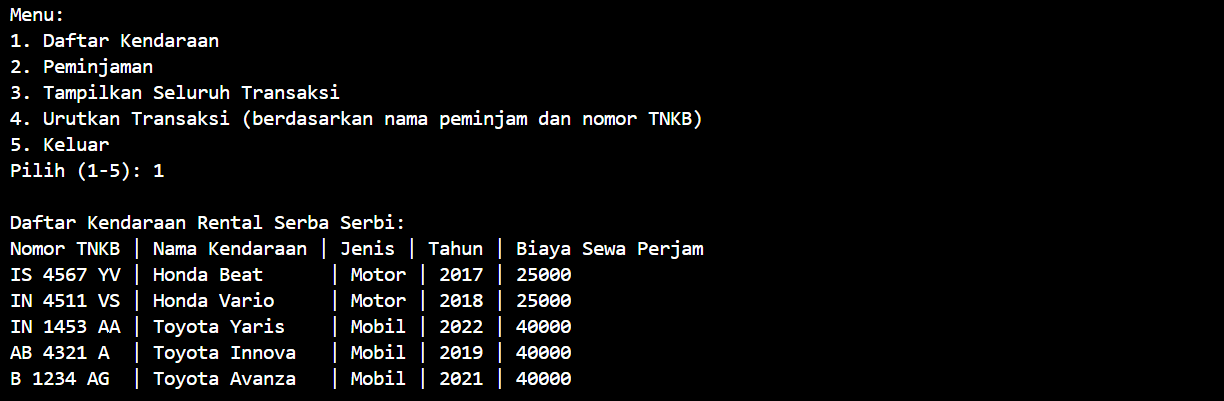 Menu:
1. Daftar Kendaraan
2. Peminjaman
3. Tampilkan Seluruh Transaksi
4. Urutkan Transaksi (berdasarkan nama peminjam dan nomor TNKB)
5. Keluar
Pilih (1-5): 1
Daftar Kendaraan Rental Serba Serbi:
Nomor TNKB | Nama Kendaraan | Jenis | Tahun | Biaya Sewa Perjam
IS 4567 YV | Honda Beat      | Motor | 2017 | 25000
IN 4511 VS | Honda Vario     | Motor | 2018 | 25000
IN 1453 AA | Toyota Yaris    | Mobil | 2022 | 40000
AB 4321 A  | Toyota Innova   | Mobil | 2019 | 40000
B 1234 AG  | Toyota Avanza   | Mobil | 2021 | 40000